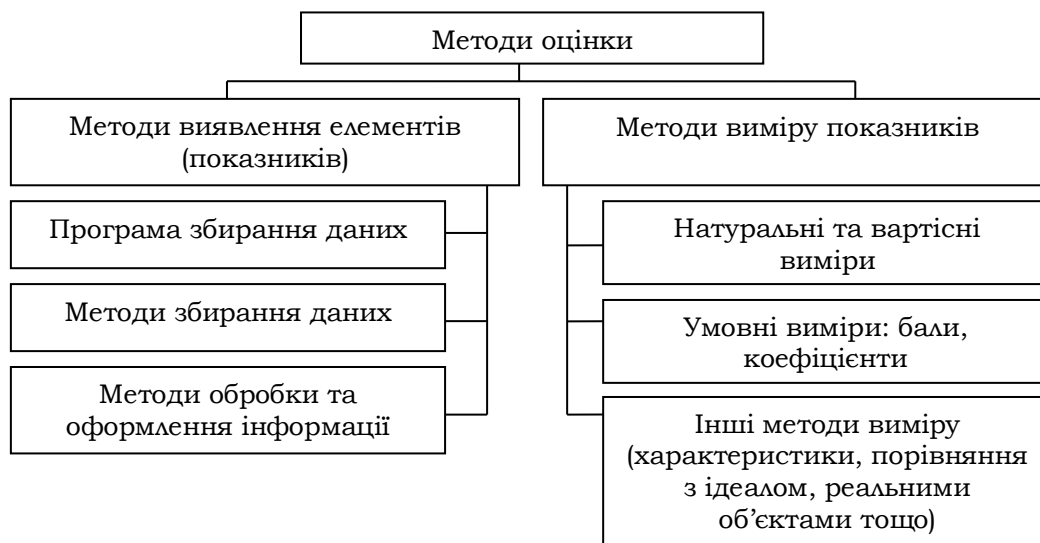 Методи оцінки
Методи виявлення елементів
(показників)
Методи виміру показників
Програма збирання даних
Методи збирання даних
Методи обробки та
оформлення інформації
Натуральні та вартісні
виміри
Умовні виміри: бали,
коефіцієнти
Інші методи виміру
(характеристики, порівняння
з ідеалом, реальними
об’єктами тощо)